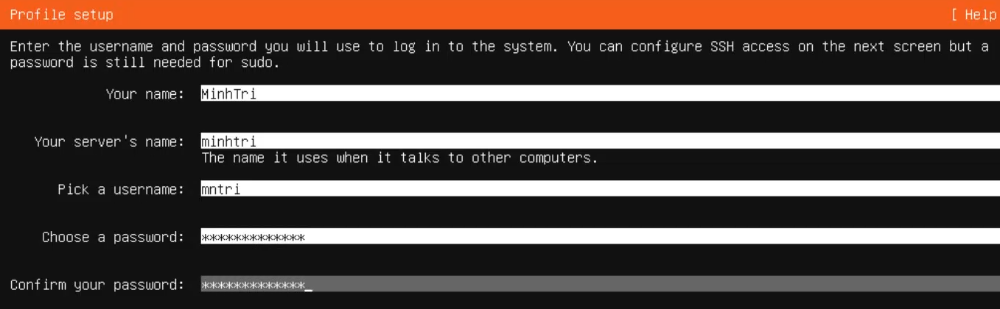 Profile setup [ Help
Enter the username and password you will use to log in to the system. You can configure SSH access on the next screen but a
password is still needed for sudo.
Your name: MinhTri
Your server's name: minhtri
The name it uses when it talks to other computers.
Pick a username: mntri
Choose a password: *************
Confirm your password: *************_